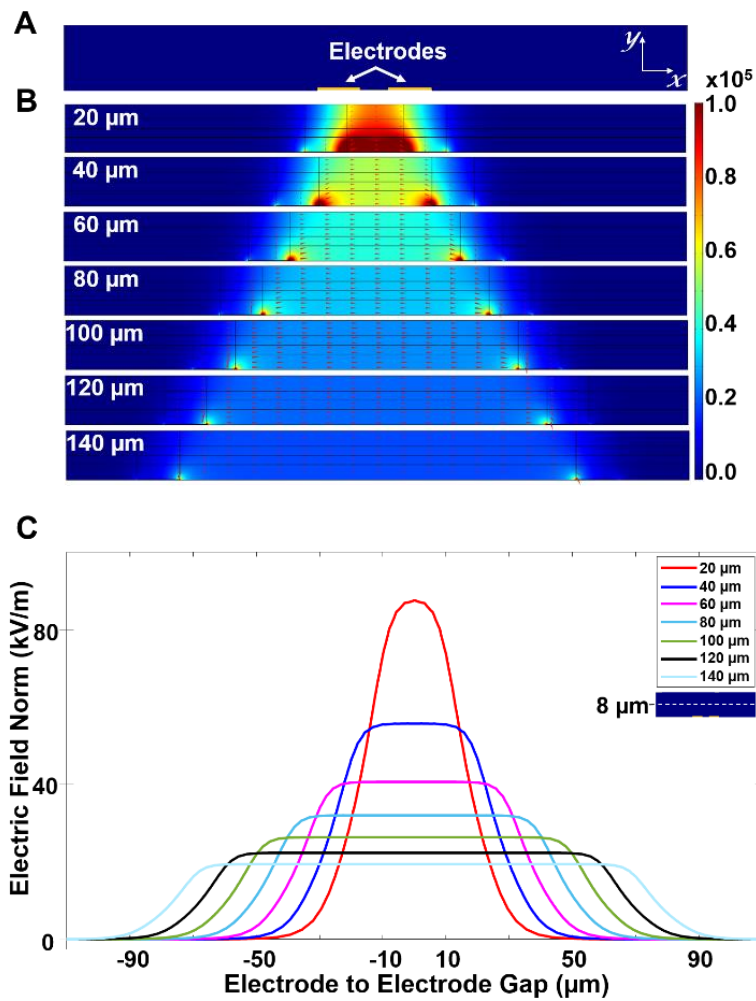 A
Electrodes
y
x
B
x10⁵
20 µm
40 µm
60 µm
80 µm
100 µm
120 µm
140 µm
1.0
0.8
0.6
0.4
0.2
0.0
C
Electric Field Norm (kV/m)
80
40
0
-90 -50 -10 10 50 90
Electrode to Electrode Gap (µm)
20 µm
40 µm
60 µm
80 µm
100 µm
120 µm
140 µm
8 µm